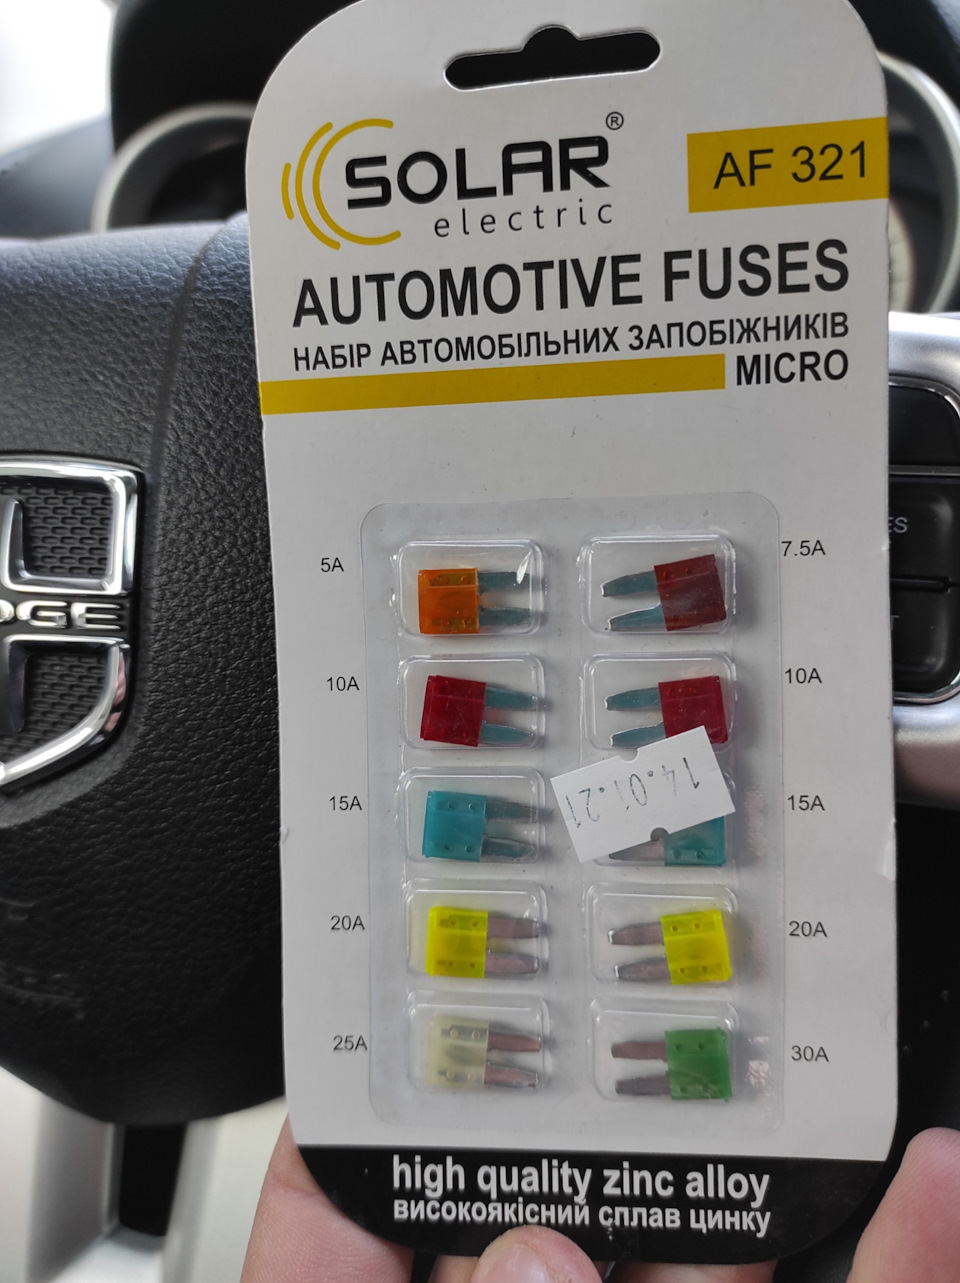 SOLAR®
electric
AF 321
AUTOMOTIVE FUSES
НАБІР АВТОМОБІЛЬНИХ ЗАПОБІЖНИКІВ
MICRO
5A
7.5A
10A
10A
15A
15A
14.01.21
20A
20A
25A
30A
high quality zinc alloy
високоякісний сплав цинку